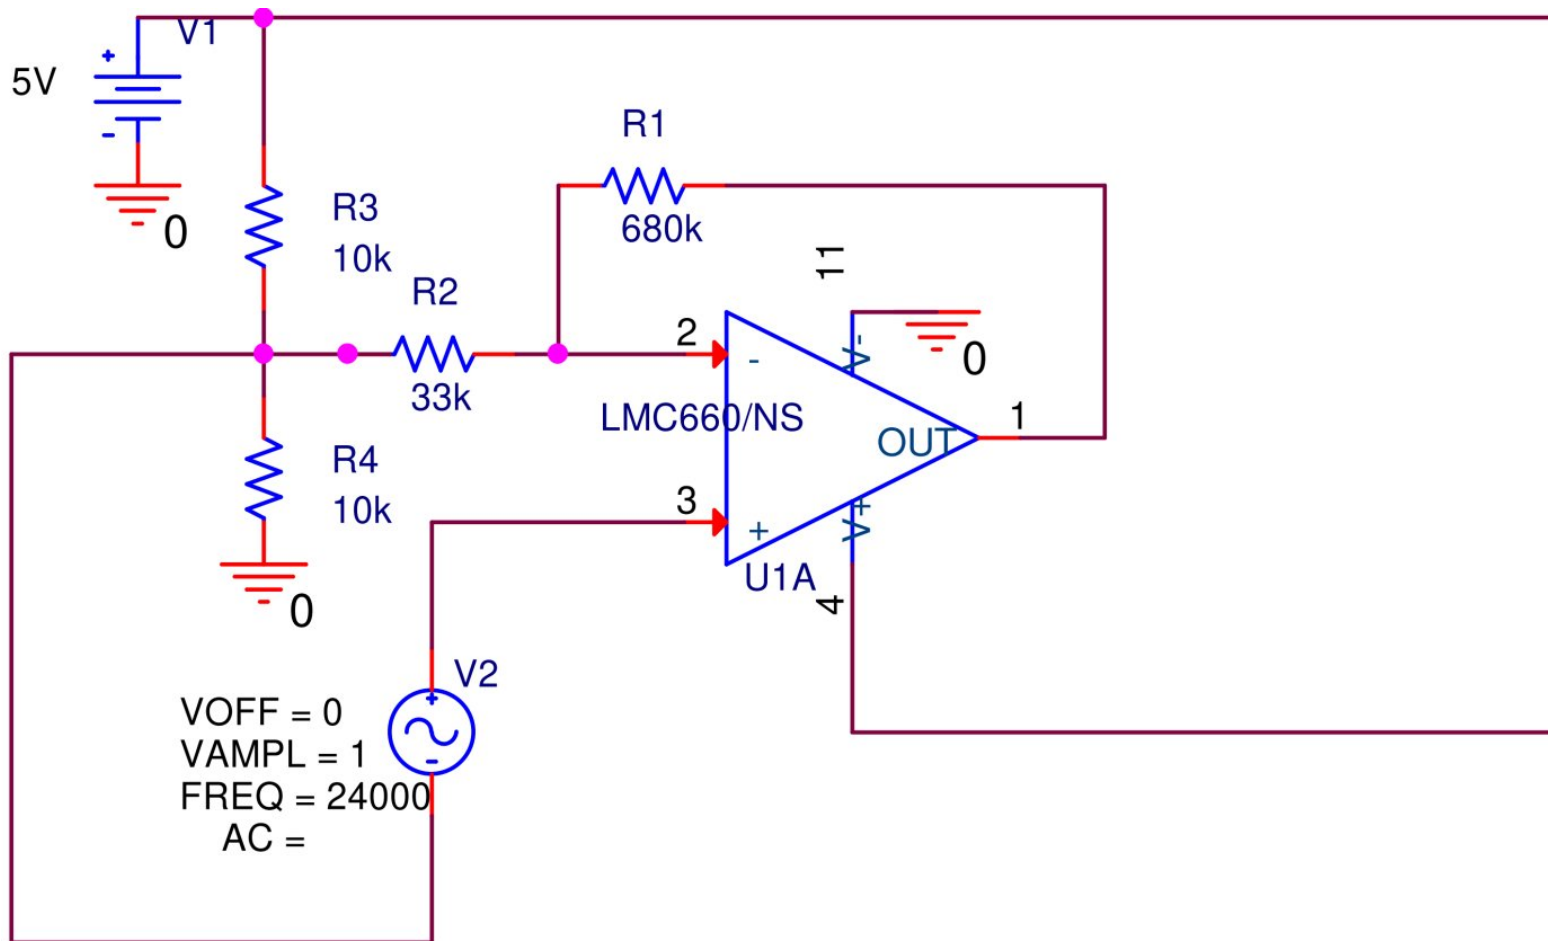 V1
+
5V
-
0
R1
680k
R3
10k
R2
33k
11
2
-
V-
0
LMC660/NS
OUT
1
R4
10k
3
+
V+
U1A
4
0
V2
+
-
VOFF = 0
VAMPL = 1
FREQ = 24000
AC =